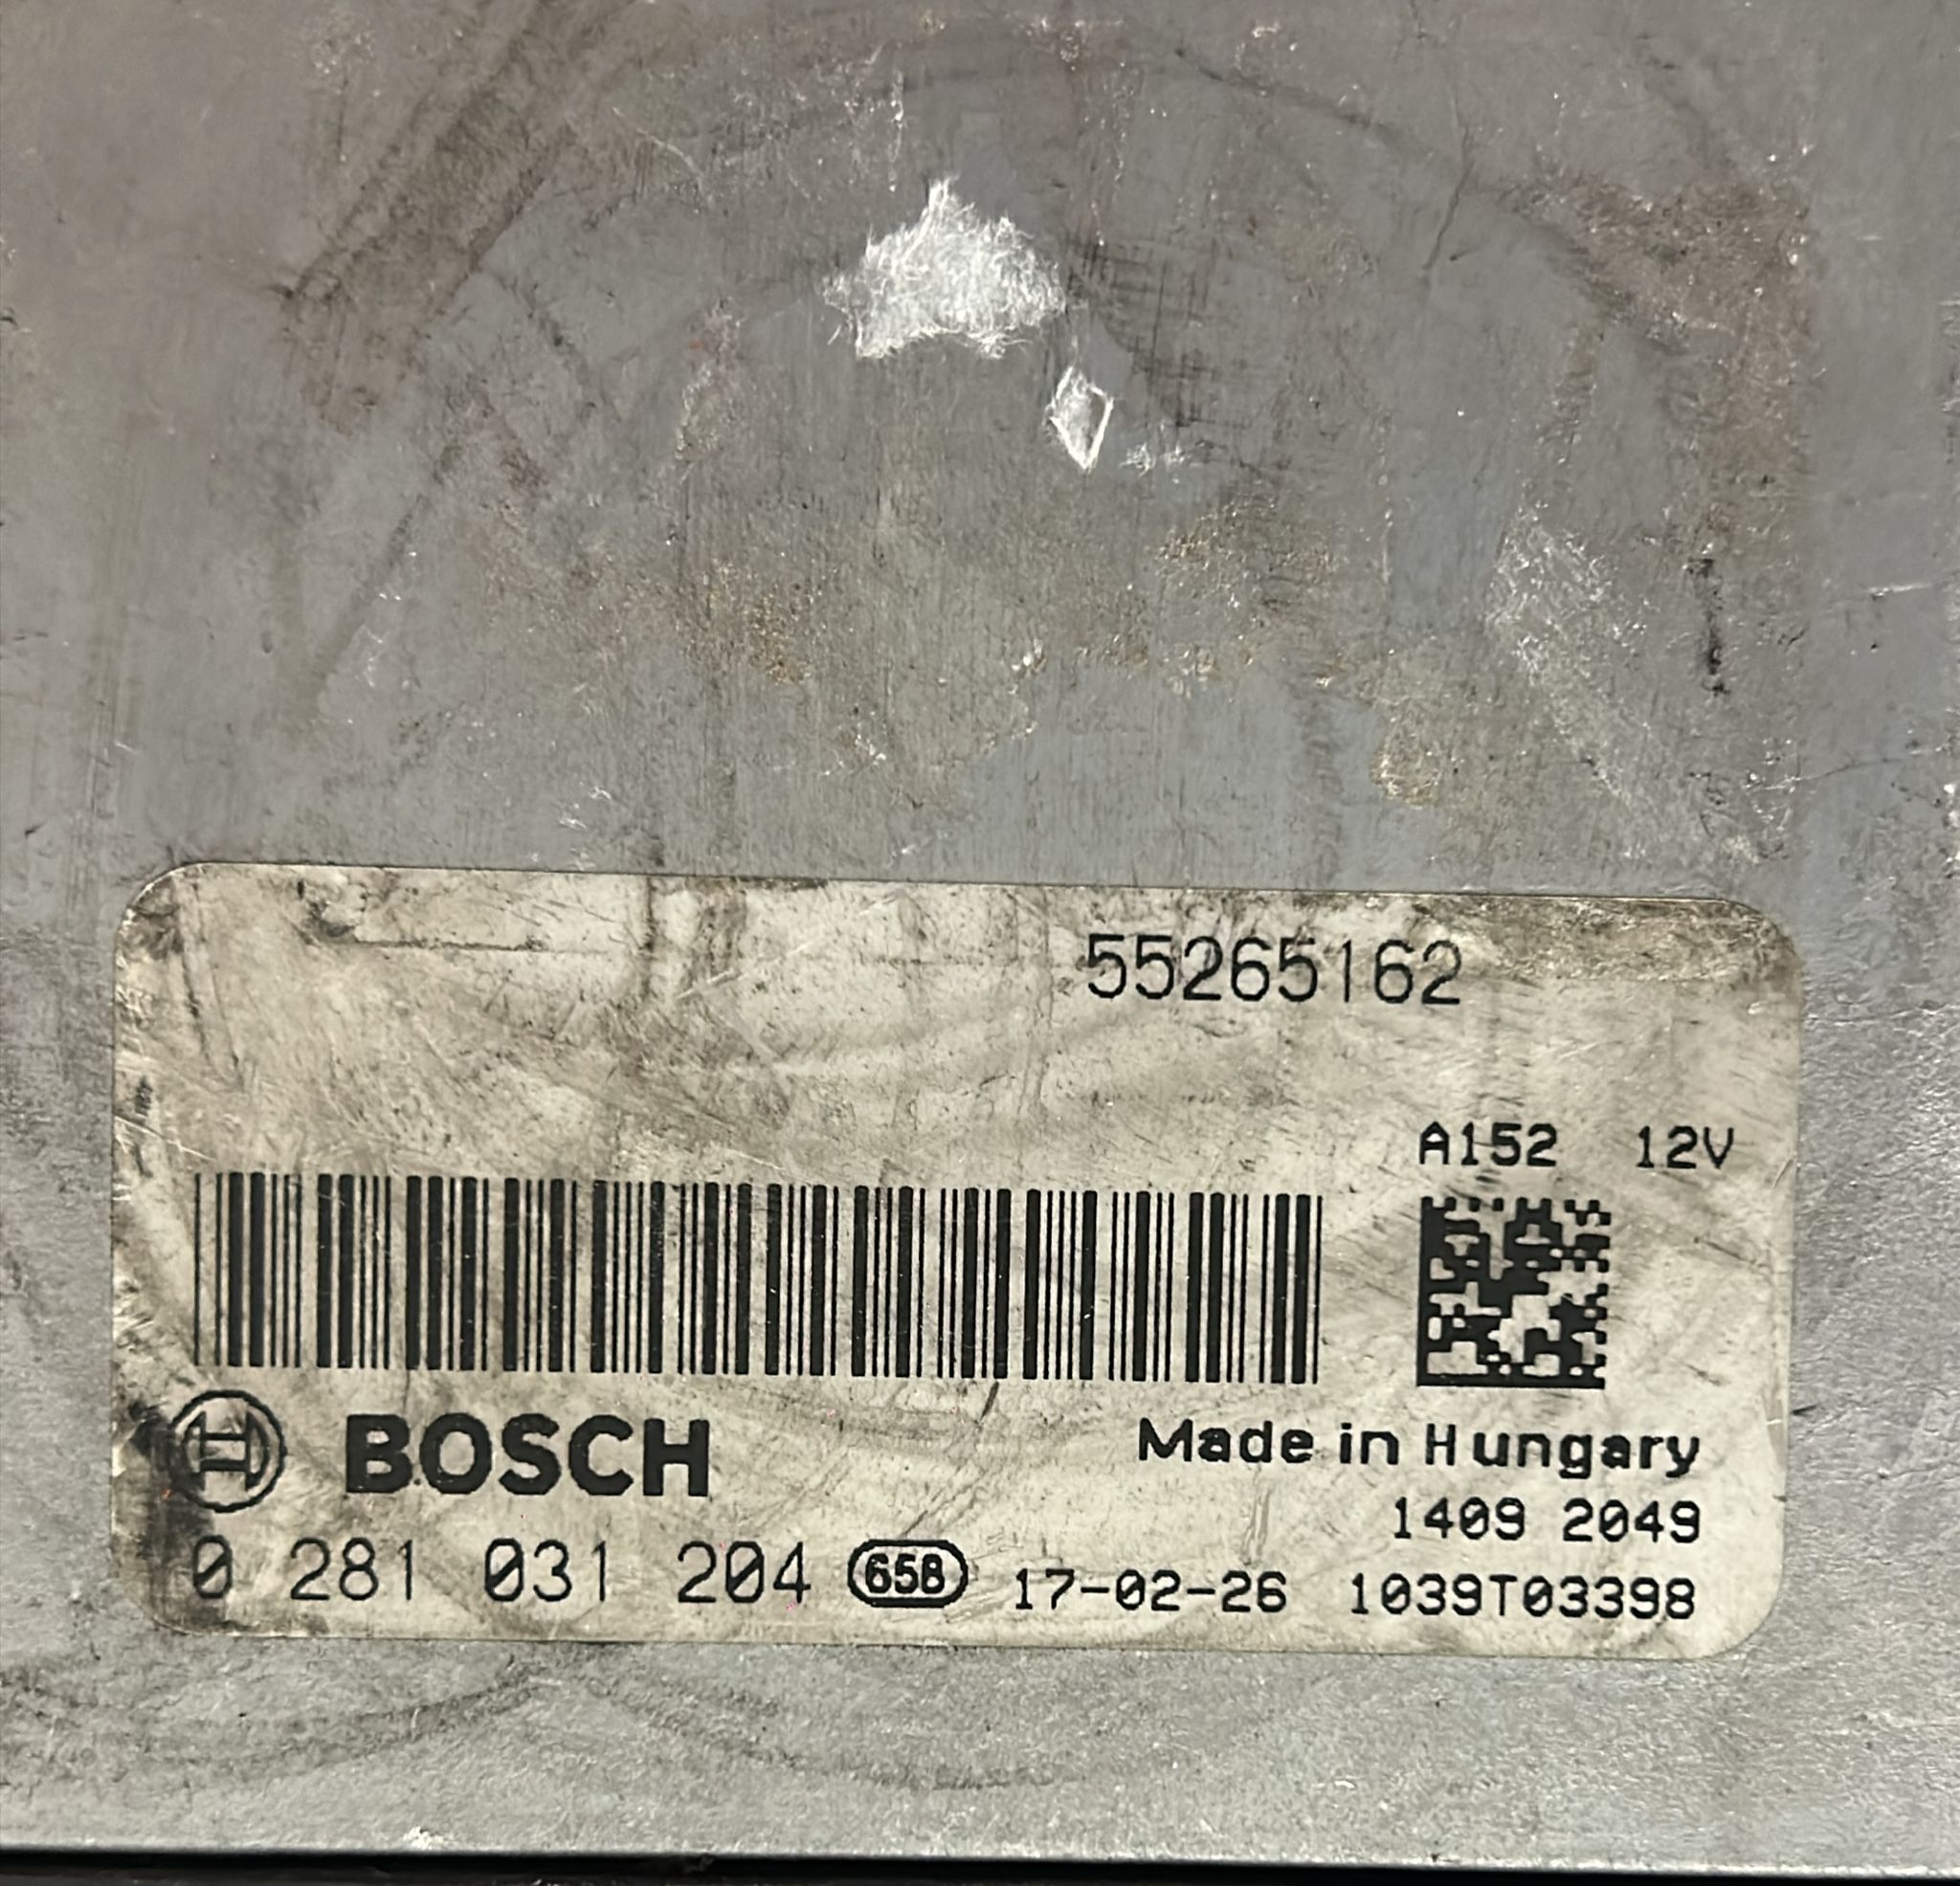 55265162
A152 12V
BOSCH
Made in Hungary
1409 2049
0 281 031 204 658 17-02-26 1039T03398